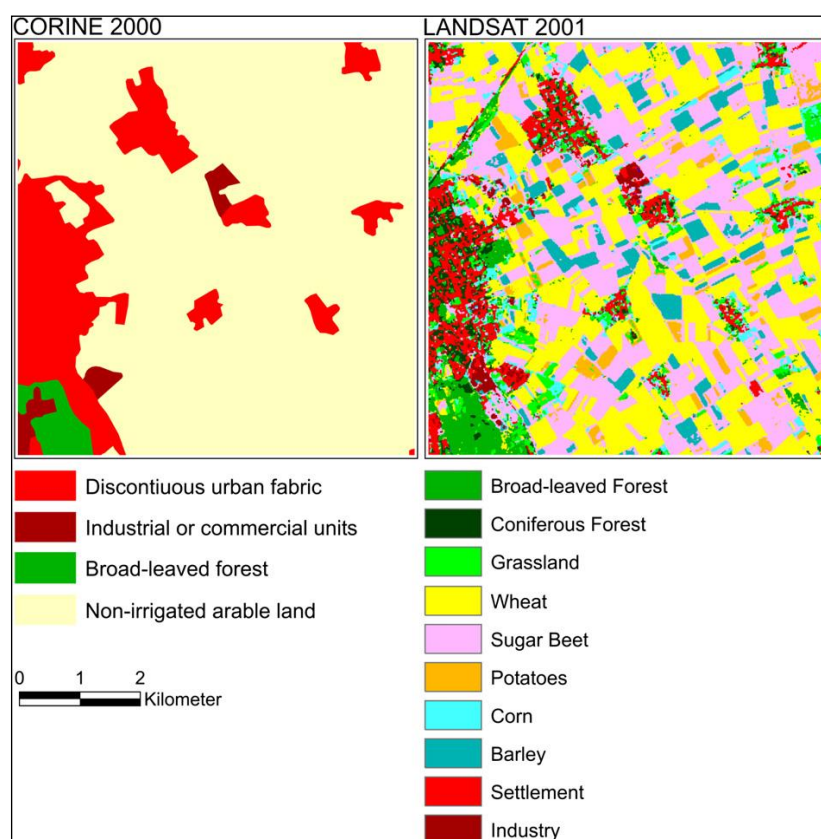 CORINE 2000
LANDSAT 2001
Discontiuous urban fabric
Industrial or commercial units
Broad-leaved forest
Non-irrigated arable land
0 1 2
Kilometer
Broad-leaved Forest
Coniferous Forest
Grassland
Wheat
Sugar Beet
Potatoes
Corn
Barley
Settlement
Industry